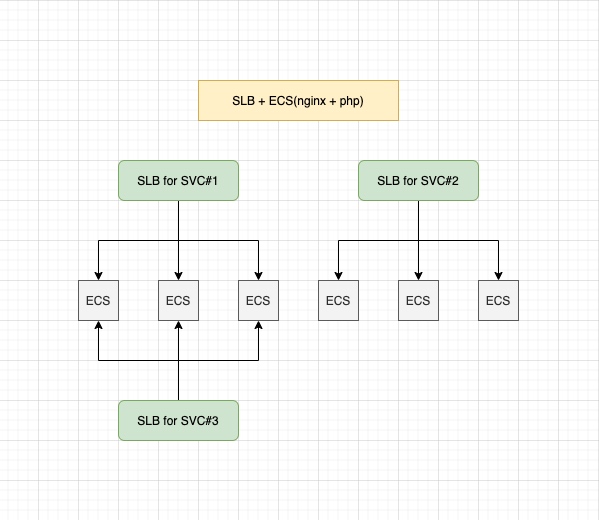 SLB + ECS(nginx + php)
SLB for SVC#1
SLB for SVC#2
ECS
ECS
ECS
ECS
ECS
ECS
SLB for SVC#3